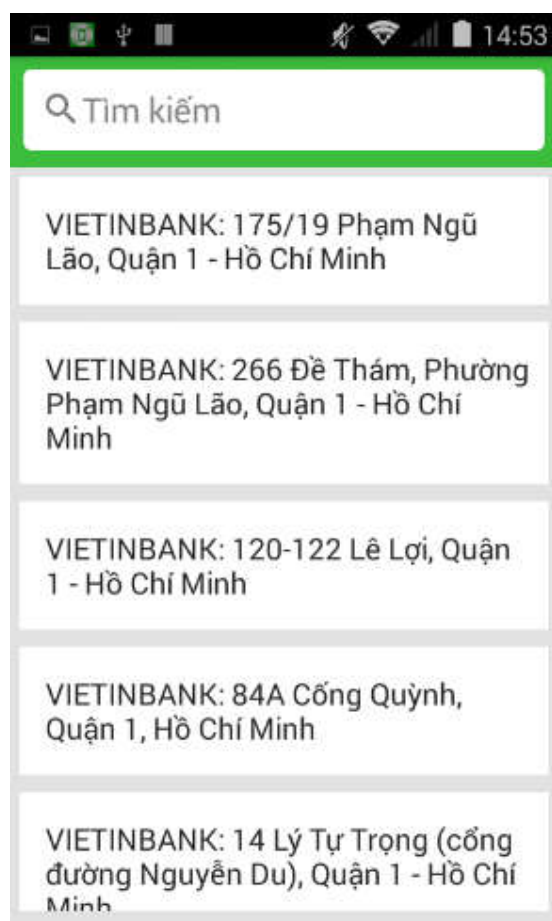 14:53
Tìm kiếm
VIETINBANK: 175/19 Phạm Ngũ
Lão, Quận 1 - Hồ Chí Minh
VIETINBANK: 266 Đề Thám, Phường
Phạm Ngũ Lão, Quận 1 - Hồ Chí
Minh
VIETINBANK: 120-122 Lê Lợi, Quận
1 - Hồ Chí Minh
VIETINBANK: 84A Cống Quỳnh,
Quận 1, Hồ Chí Minh
VIETINBANK: 14 Lý Tự Trọng (cổng
đường Nguyễn Du), Quận 1 - Hồ Chí
Minh